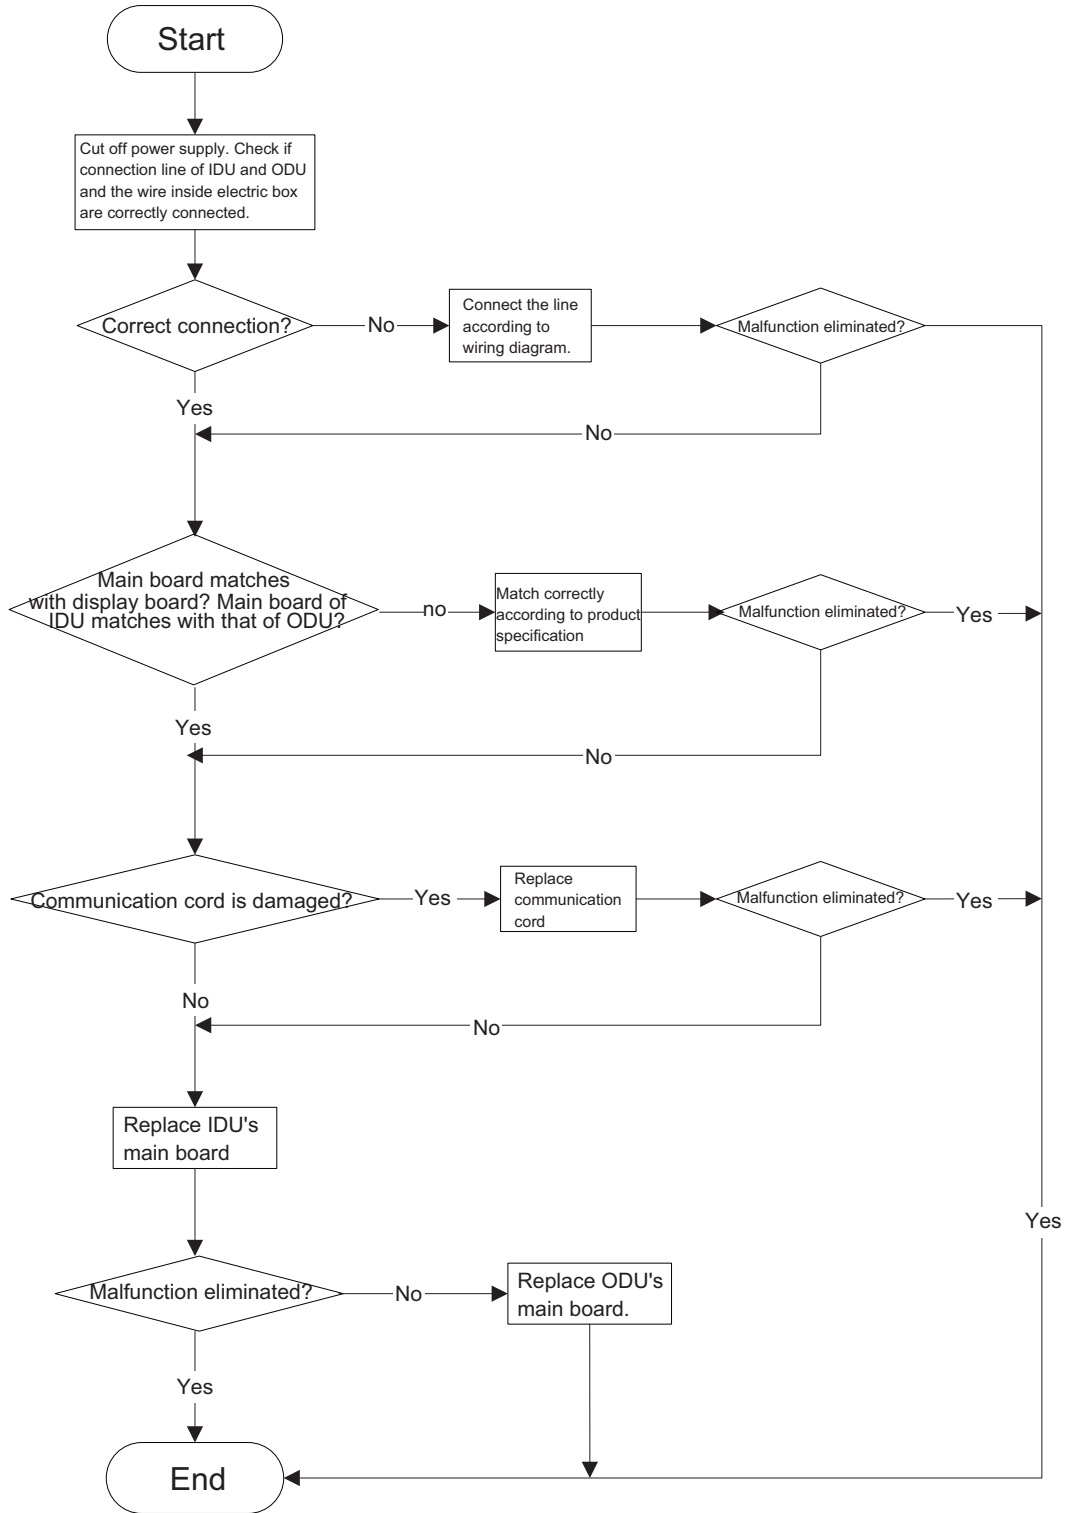 Start
Cut off power supply. Check if
connection line of IDU and ODU
and the wire inside electric box
are correctly connected.
Correct connection?
No
Connect the line
according to
wiring diagram.
Malfunction eliminated?
Yes
No
Main board matches
with display board? Main board of
IDU matches with that of ODU?
no
Match correctly
according to product
specification
Malfunction eliminated?
Yes
Yes
No
Communication cord is damaged?
Yes
Replace
communication
cord
Malfunction eliminated?
Yes
No
No
Replace IDU's
main board
Yes
Malfunction eliminated?
No
Replace ODU's
main board.
Yes
End